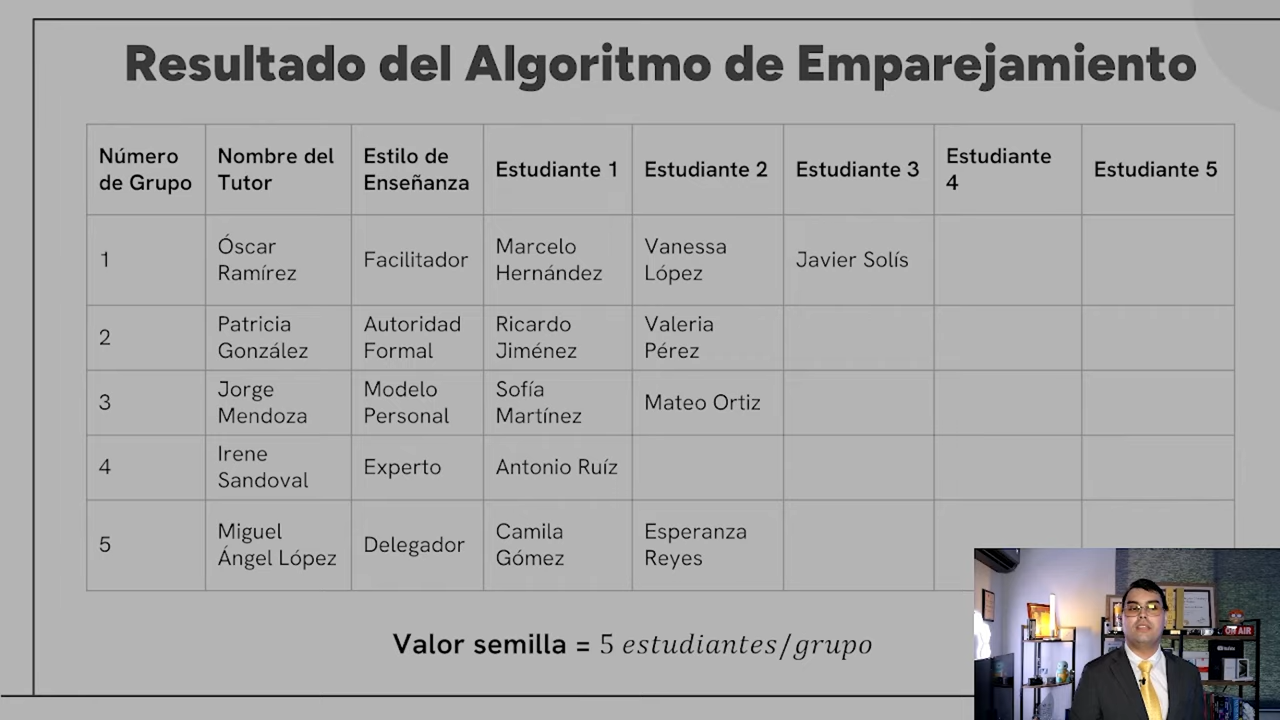 Resultado del Algoritmo de Emparejamiento
Número
de Grupo
Nombre del
Tutor
Estilo de
Enseñanza
Estudiante 1
Estudiante 2
Estudiante 3
Estudiante
4
Estudiante 5
1
Óscar
Ramírez
Facilitador
Marcelo
Hernández
Vanessa
López
Javier Solís
2
Patricia
González
Autoridad
Formal
Ricardo
Jiménez
Valeria
Pérez
3
Jorge
Mendoza
Modelo
Personal
Sofía
Martínez
Mateo Ortiz
4
Irene
Sandoval
Experto
Antonio Ruíz
5
Miguel
Ángel López
Delegador
Camila
Gómez
Esperanza
Reyes
Valor semilla = 5 estudiantes/grupo
ON AIR